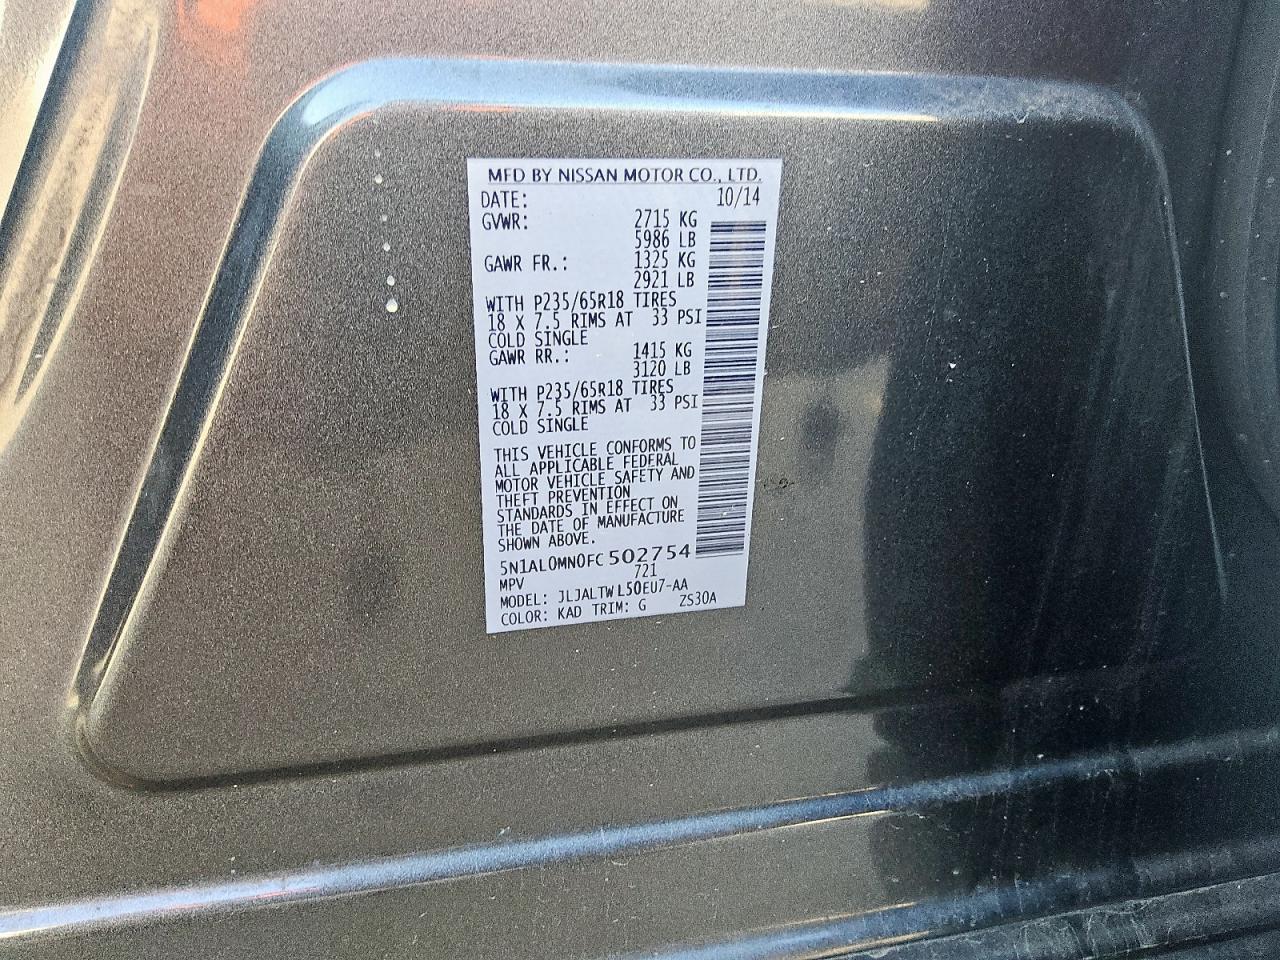 MFD BY NISSAN MOTOR CO., LTD.
DATE: 10/14
GVWR: 2715 KG
5986 LB
GAWR FR.: 1325 KG
2921 LB
WITH P235/65R18 TIRES
18 X 7.5 RIMS AT 33 PSI
COLD SINGLE
GAWR RR.: 1415 KG
3120 LB
WITH P235/65R18 TIRES
18 X 7.5 RIMS AT 33 PSI
COLD SINGLE
THIS VEHICLE CONFORMS TO
ALL APPLICABLE FEDERAL
MOTOR VEHICLE SAFETY AND
THEFT PREVENTION
STANDARDS IN EFFECT ON
THE DATE OF MANUFACTURE
SHOWN ABOVE.
5N1AL0MN0FC502754
MPV 721
MODEL: JLJALTWL50EU7-AA
COLOR: KAD TRIM: G ZS30A